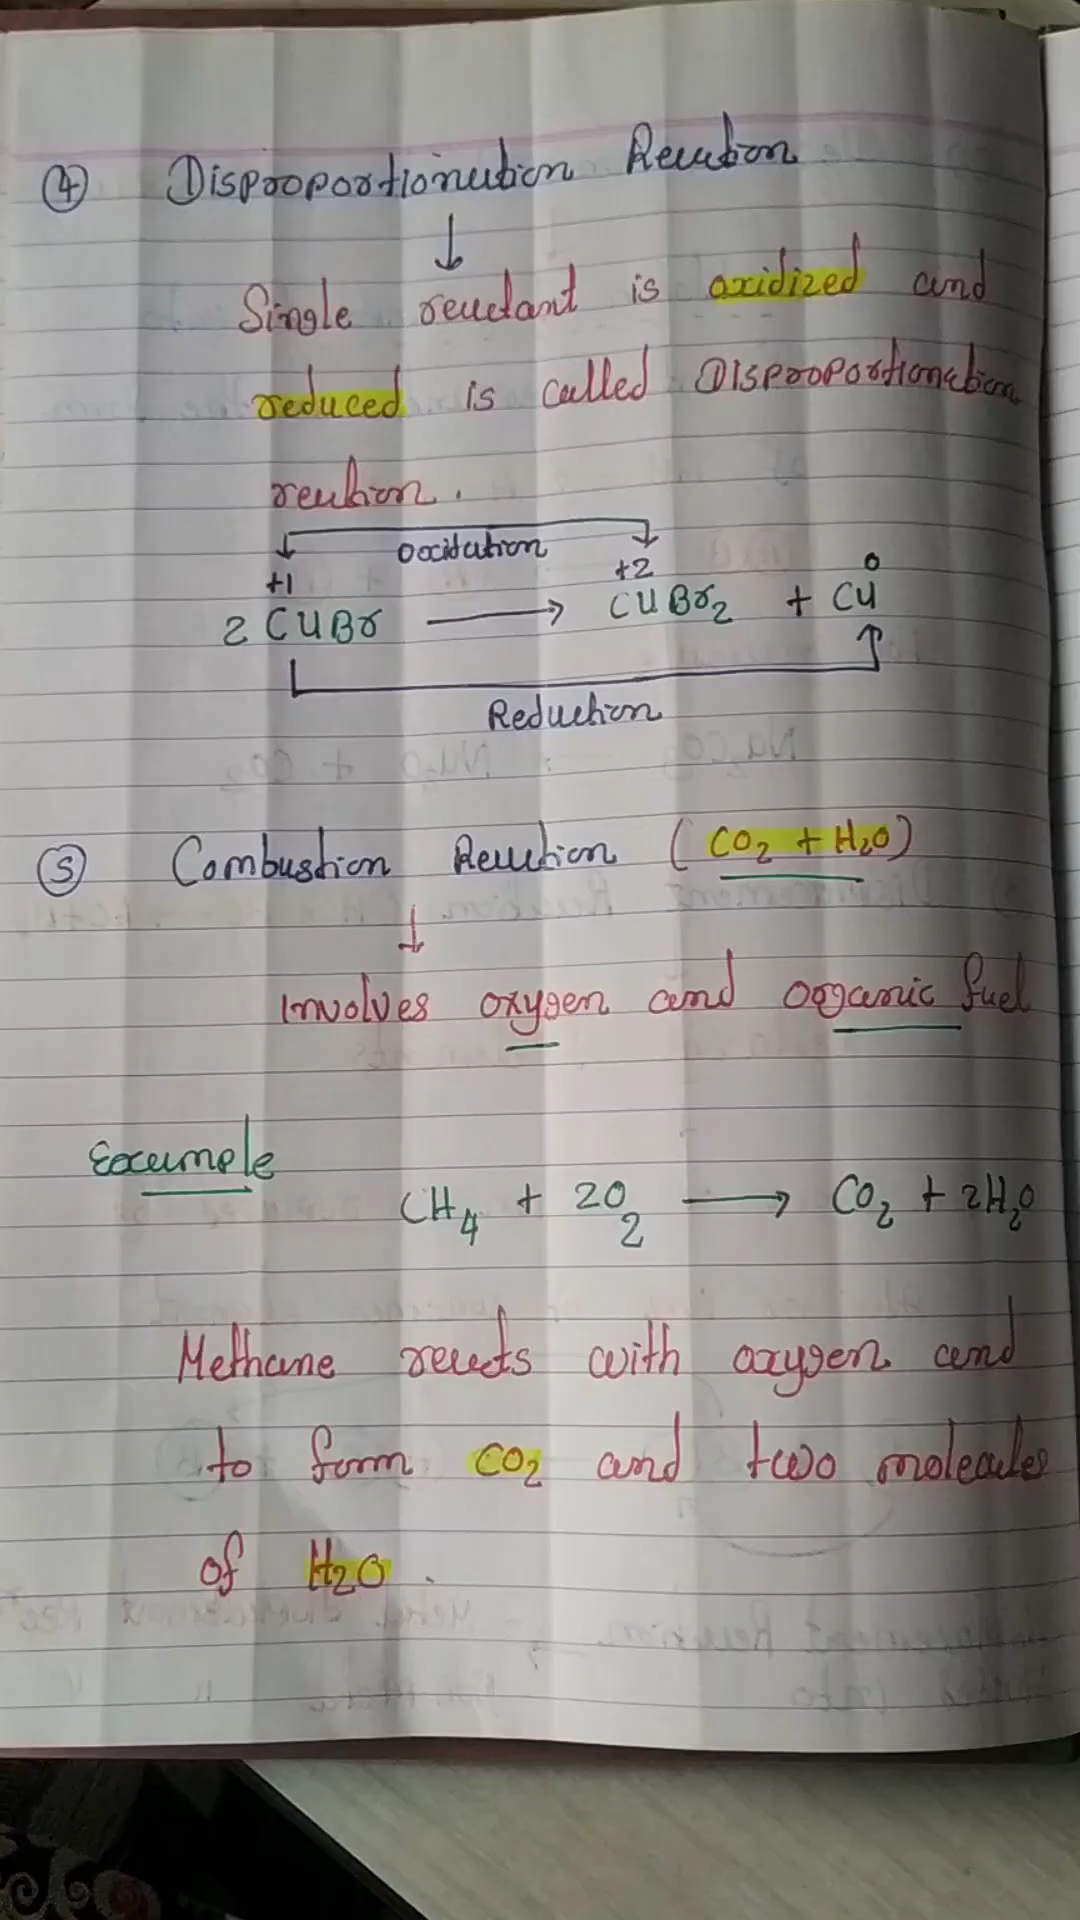 ④ Disproportionation Reaction
↓
Single reactant is oxidized and
reduced is called Disproportionation
reaction.
oxidation
+1 +2 0
2 CuBr ⟶ CuBr₂ + Cu
Reduction
⑤ Combustion Reaction (CO₂ + H₂O)
↓
Involves oxygen and organic fuel
Example
CH₄ + 2O₂ ⟶ CO₂ + 2H₂O
Methane reacts with oxygen and
to form CO₂ and two molecules
of H₂O.